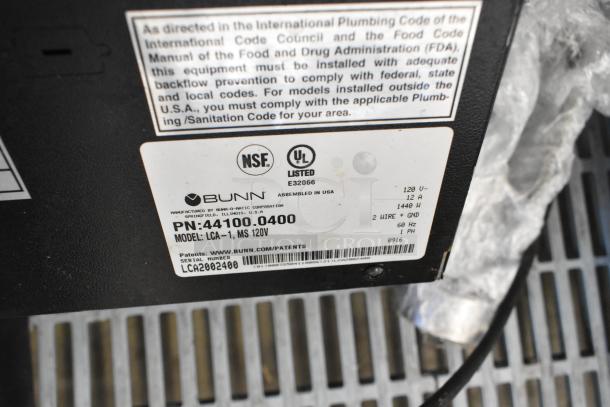 As directed in the International Plumbing Code of the
International Code Council and the Food Code
Manual of the Food and Drug Administration (FDA),
this equipment must be installed with adequate
backflow prevention to comply with federal, state
and local codes. For models installed outside the
U.S.A., you must comply with the applicable Plumb-
ing /Sanitation Code for your area.
NSF®
UL®
LISTED
E32066
BUNN®
ASSEMBLED IN USA
MANUFACTURED BY BUNN-O-MATIC CORPORATION
SPRINGFIELD, ILLINOIS, U.S.A
PN:44100.0400
MODEL: LCA-1, MS 120V
120 V~
12 A
1440 W
2 WIRE + GND
60 Hz
1 PH
Patents: WWW.BUNN.COM/PATENTS
0916
SERIAL NUMBER
LCA2002400
GROUP